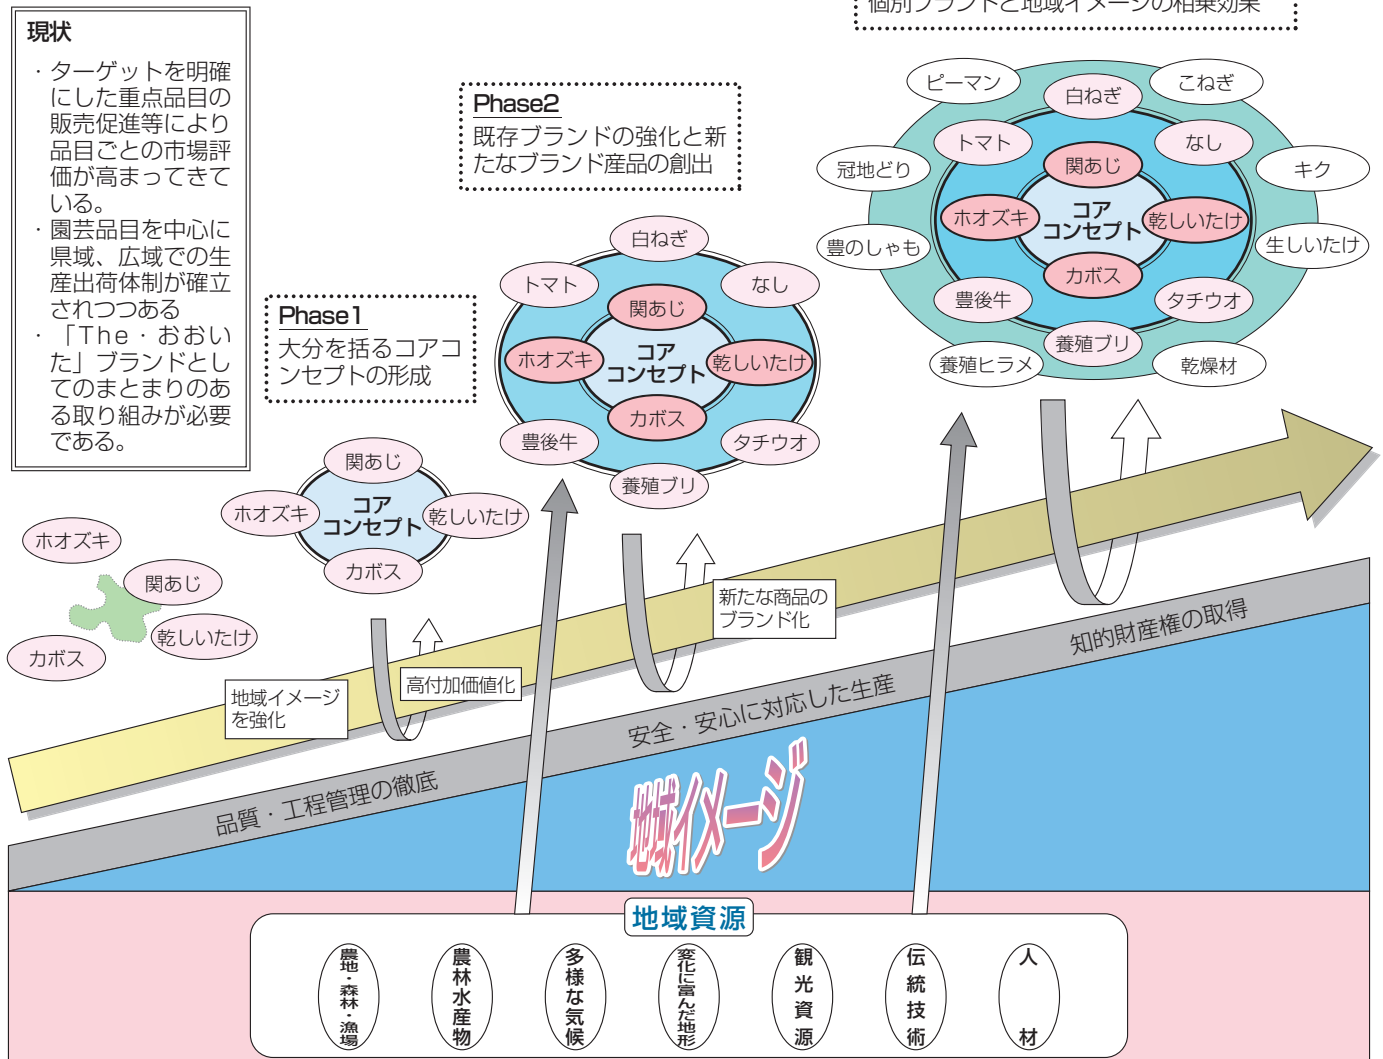 個別ブランドと地域イメージの相乗効果
現状
・ターゲットを明確
にした重点品目の
販売促進等により
品目ごとの市場評
価が高まってきて
いる。
・園芸品目を中心に
県域、広域での生
産出荷体制が確立
されつつある
・「The・おおい
た」ブランドとし
てのまとまりのあ
る取り組みが必要
である。
Phase2
既存ブランドの強化と新
たなブランド産品の創出
Phase1
大分を括るコアコ
ンセプトの形成
ピーマン
こねぎ
白ねぎ
トマト
なし
冠地どり
関あじ
キク
ホオズキ
コア
コンセプト
乾しいたけ
豊のしゃも
生しいたけ
カボス
豊後牛
タチウオ
養殖ブリ
養殖ヒラメ
乾燥材
白ねぎ
トマト
なし
関あじ
ホオズキ
コア
コンセプト
乾しいたけ
カボス
豊後牛
タチウオ
養殖ブリ
関あじ
ホオズキ
コア
コンセプト
乾しいたけ
カボス
ホオズキ
関あじ
乾しいたけ
カボス
地域イメージ
を強化
高付加価値化
新たな商品の
ブランド化
品質・工程管理の徹底
安全・安心に対応した生産
知的財産権の取得
地域イメージ
地域資源
農地・森林・漁場
農林水産物
多様な気候
変化に富んだ地形
観光資源
伝統技術
人材